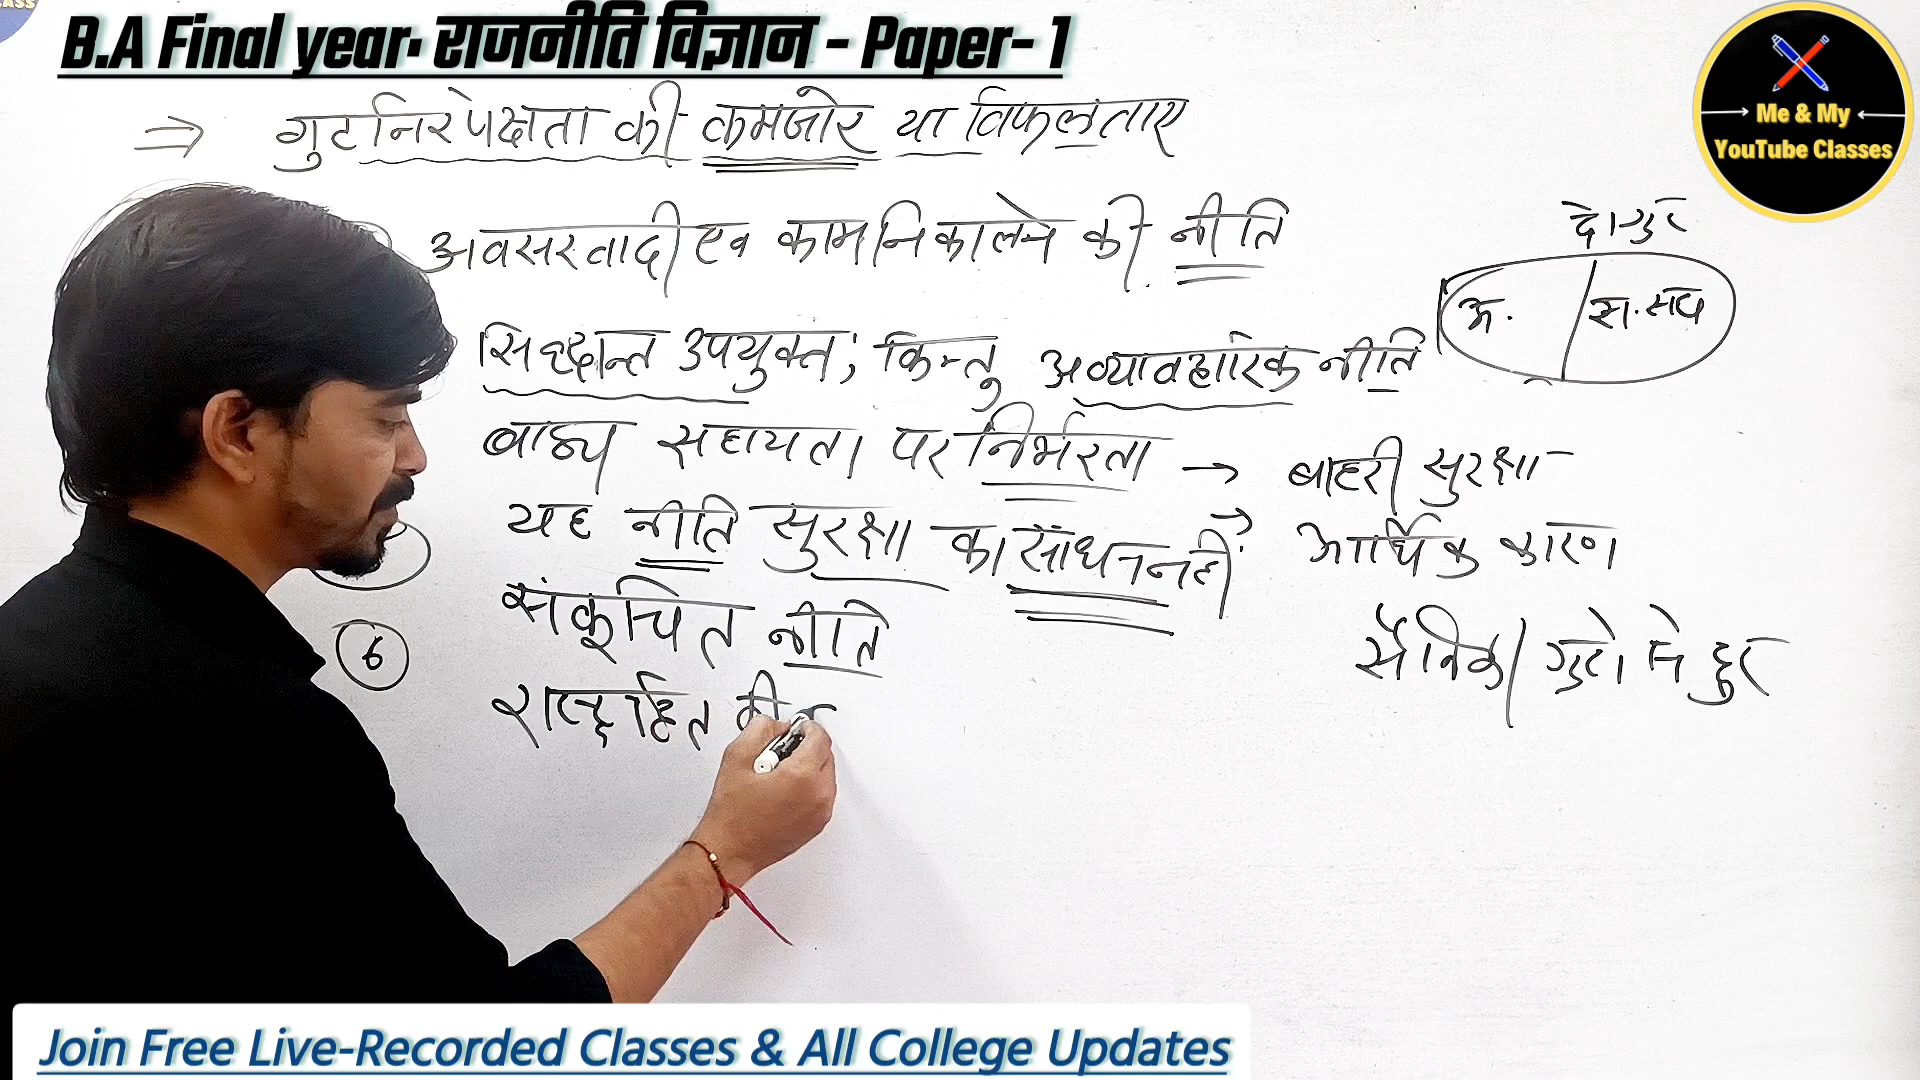 B.A Final year. राजनीति विज्ञान - Paper- 1
Me & My
YouTube Classes
⇒ गुटनिरपेक्षता की कमजोर या विफलताए
अवसरवादी एव काम निकालने की नीति
दो गुट
अ. | सा. संघ
सिद्धान्त उपयुक्त; किन्तु अव्यावहारिक नीति
बाह्य सहायता पर निर्भरता → बाहरी सुरक्षा
यह नीति सुरक्षा का साधन नहीं → आर्थिक कारण
संकुचित नीति
सैनिक गुटो से दूर
6
राष्ट्रहित की
Join Free Live-Recorded Classes & All College Updates